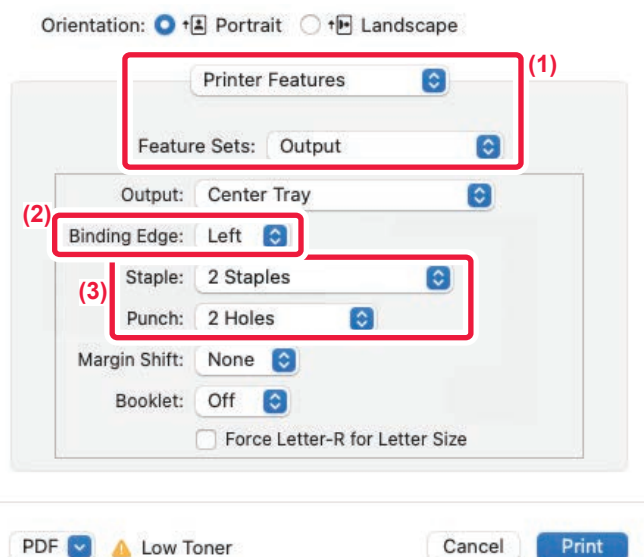 Orientation: Portrait Landscape
(1)
Printer Features
Feature Sets: Output
Output: Center Tray
(2)
Binding Edge: Left
(3)
Staple: 2 Staples
Punch: 2 Holes
Margin Shift: None
Booklet: Off
Force Letter-R for Letter Size
PDF Low Toner Cancel Print